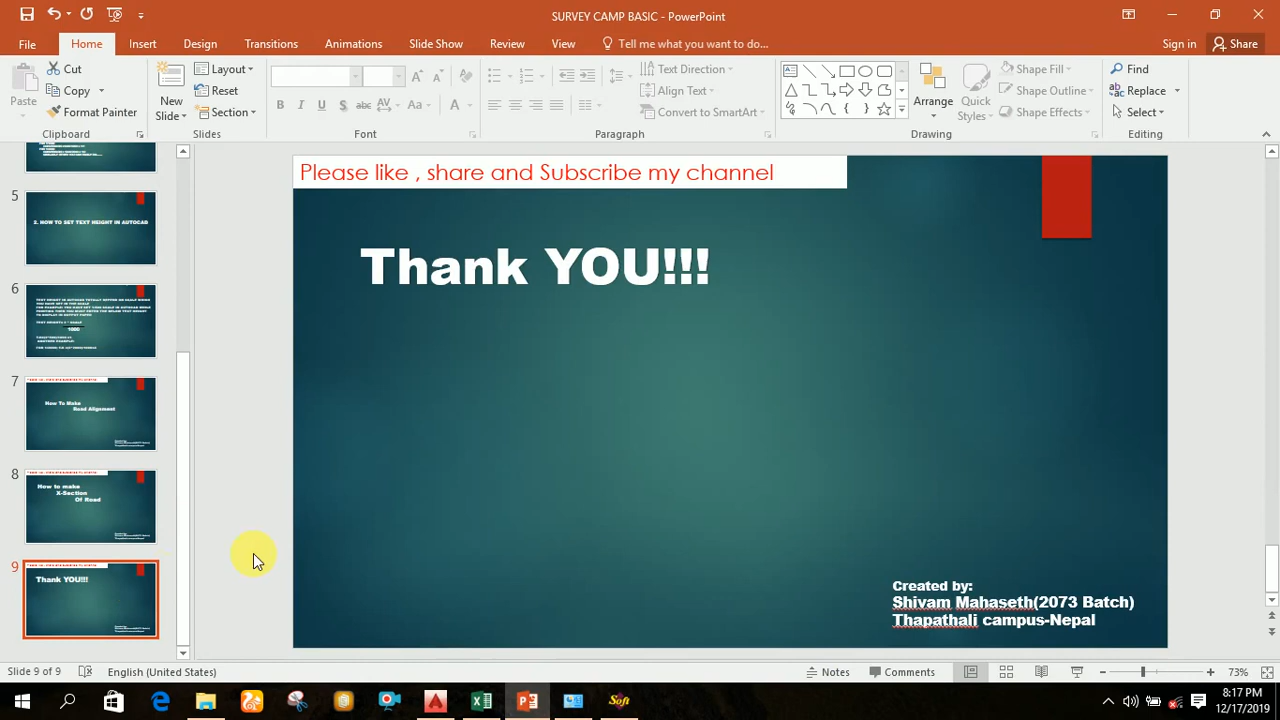 SURVEY CAMP BASIC - PowerPoint
Sign in
Share
File
Home
Insert
Design
Transitions
Animations
Slide Show
Review
View
Tell me what you want to do...
Paste
Cut
Copy
Format Painter
Clipboard
New
Slide
Layout
Reset
Section
Slides
Font
Text Direction
Align Text
Convert to SmartArt
Paragraph
Arrange
Quick
Styles
Shape Fill
Shape Outline
Shape Effects
Drawing
Find
Replace
Select
Editing
5
2. HOW TO SET TEXT HEIGHT IN AUTOCAD
6
1000
7
How To Make
Road Alignment
8
How to make
X-Section
Of Road
9
Thank YOU!!!
Please like , share and Subscribe my channel
Thank YOU!!!
Created by:
Shivam Mahaseth(2073 Batch)
Thapathali campus-Nepal
Slide 9 of 9
English (United States)
Notes
Comments
73%
Soft
8:17 PM
12/17/2019